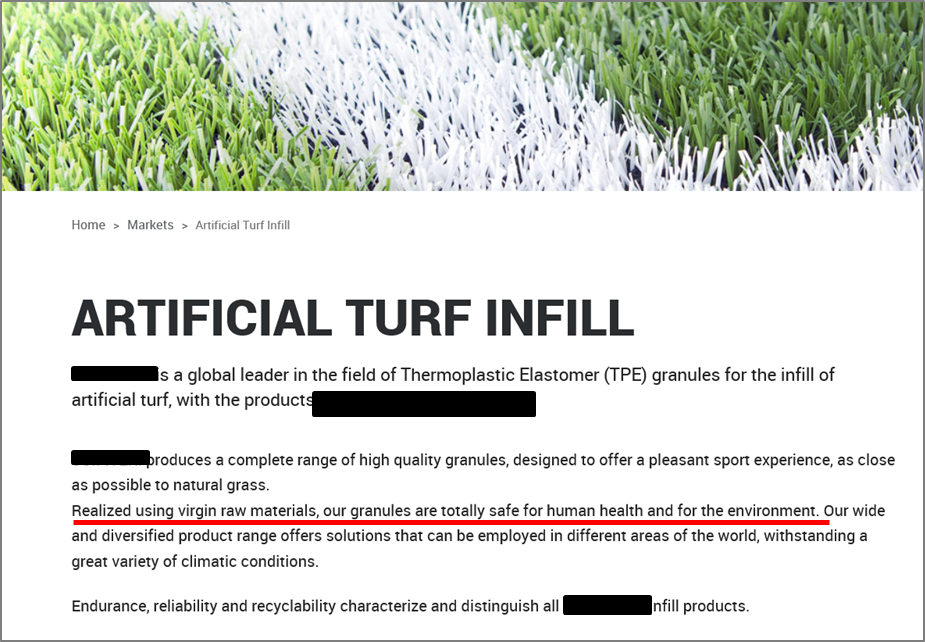 Home > Markets > Artificial Turf Infill
ARTIFICIAL TURF INFILL
is a global leader in the field of Thermoplastic Elastomer (TPE) granules for the infill of
artificial turf, with the products
produces a complete range of high quality granules, designed to offer a pleasant sport experience, as close
as possible to natural grass.
Realized using virgin raw materials, our granules are totally safe for human health and for the environment. Our wide
and diversified product range offers solutions that can be employed in different areas of the world, withstanding a
great variety of climatic conditions.
Endurance, reliability and recyclability characterize and distinguish all nfill products.